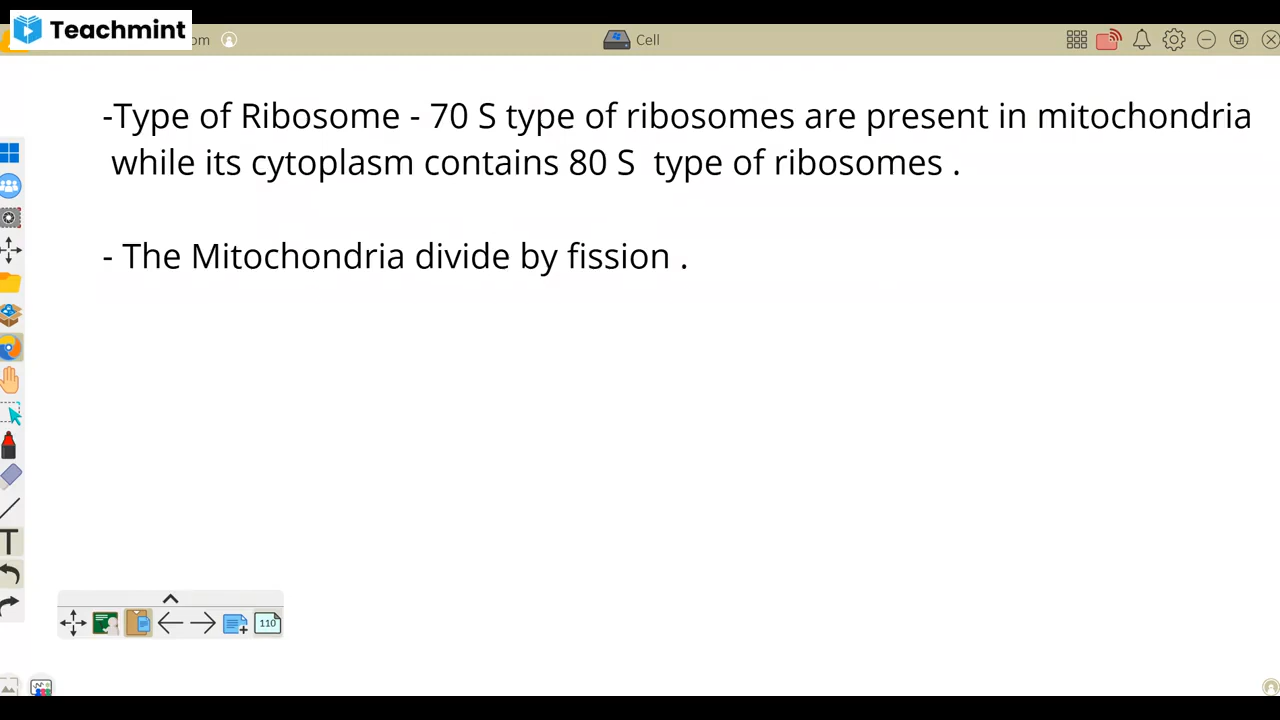 Teachmint
om
Cell
-Type of Ribosome - 70 S type of ribosomes are present in mitochondria
while its cytoplasm contains 80 S type of ribosomes .
- The Mitochondria divide by fission .
T
110